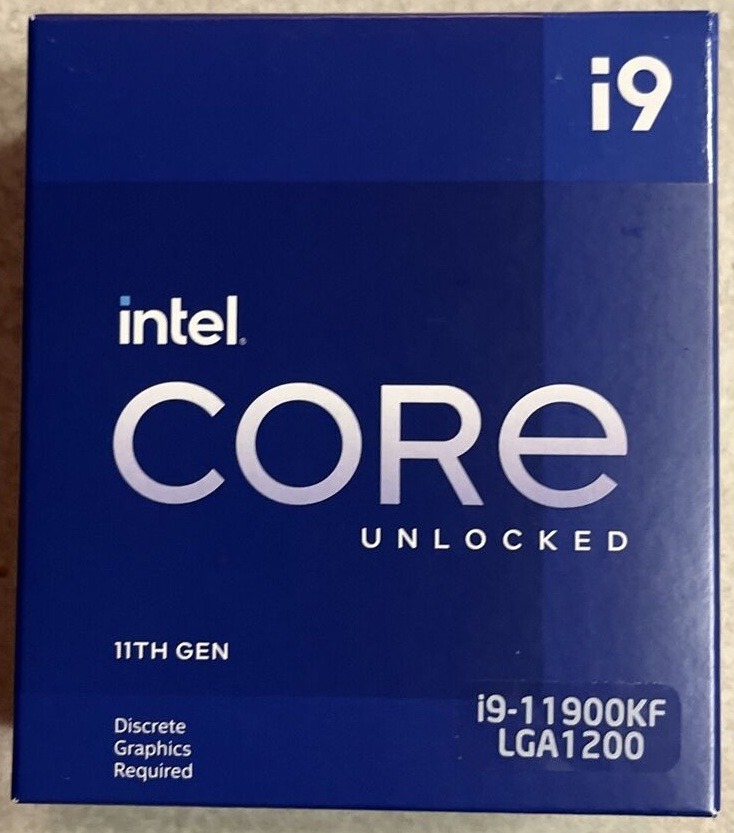 i9
intel
CORe
UNLOCKED
11TH GEN
i9-11900KF
LGA1200
Discrete
Graphics
Required